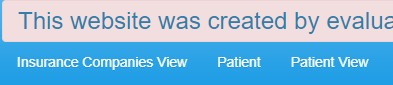 This website was created by evalua
Insurance Companies View Patient Patient View